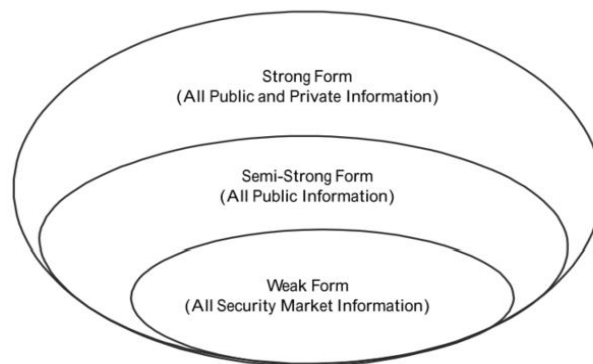 Strong Form
(All Public and Private Information)
Semi-Strong Form
(All Public Information)
Weak Form
(All Security Market Information)